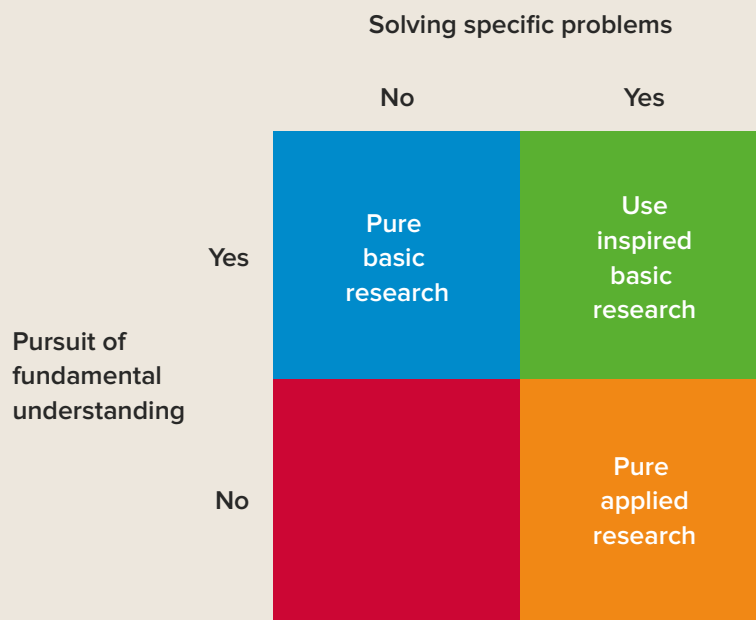 Solving specific problems
No
Yes
Yes
Pure
basic
research
Use
inspired
basic
research
Pursuit of
fundamental
understanding
No
Pure
applied
research